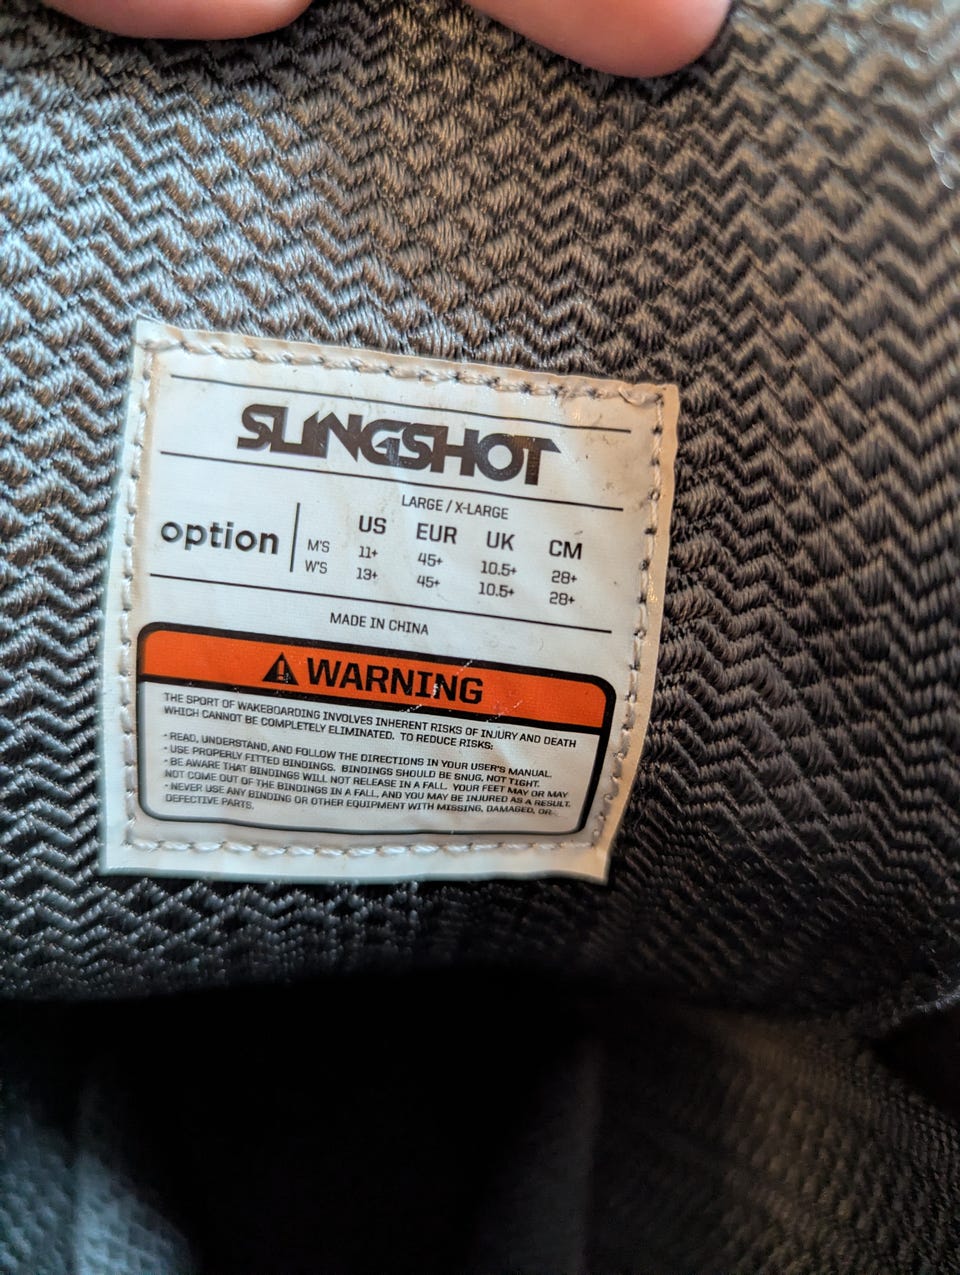 SLINGSHOT
LARGE / X-LARGE
option
US EUR UK CM
M'S 11+ 45+ 10.5+ 28+
W'S 13+ 45+ 10.5+ 28+
MADE IN CHINA
WARNING
THE SPORT OF WAKEBOARDING INVOLVES INHERENT RISKS OF INJURY AND DEATH
WHICH CANNOT BE COMPLETELY ELIMINATED. TO REDUCE RISKS:
· READ, UNDERSTAND, AND FOLLOW THE DIRECTIONS IN YOUR USER'S MANUAL.
· USE PROPERLY FITTED BINDINGS. BINDINGS SHOULD BE SNUG, NOT TIGHT.
· BE AWARE THAT BINDINGS WILL NOT RELEASE IN A FALL. YOUR FEET MAY OR MAY
NOT COME OUT OF THE BINDINGS IN A FALL, AND YOU MAY BE INJURED AS A RESULT.
· NEVER USE ANY BINDING OR OTHER EQUIPMENT WITH MISSING, DAMAGED, OR
DEFECTIVE PARTS.